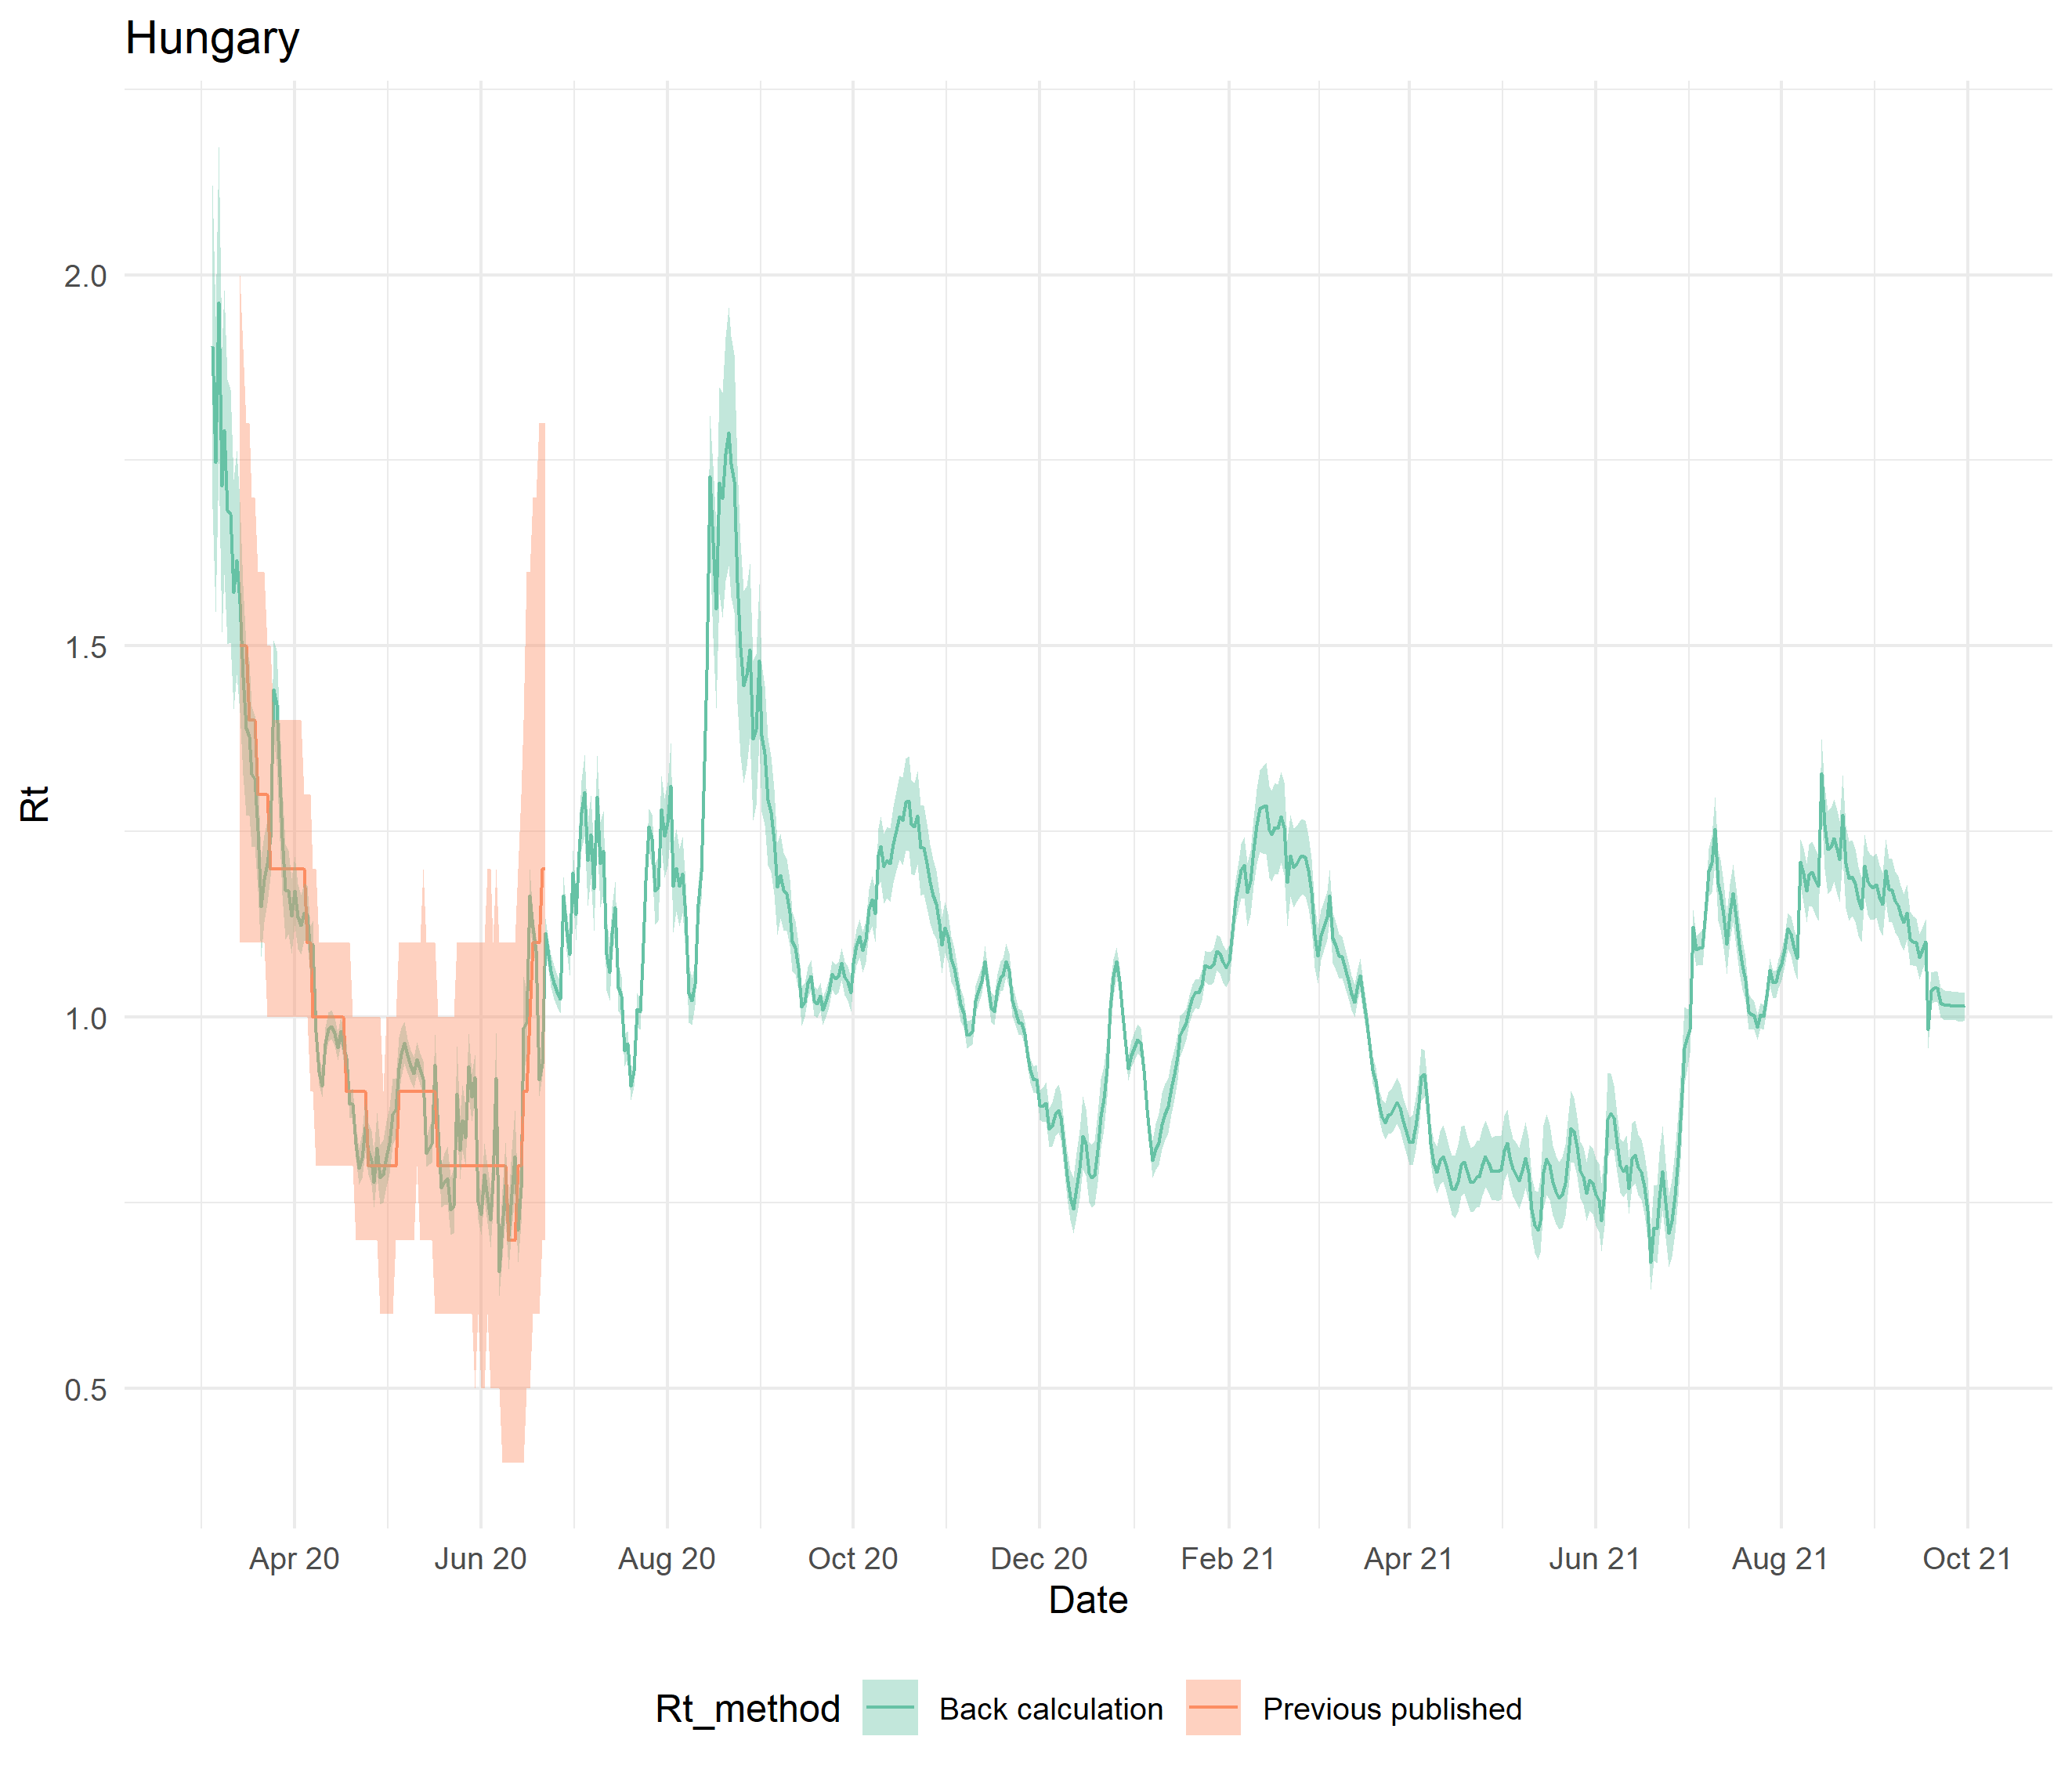 Hungary
2.0
1.5
1.0
0.5
Rt
Apr 20 Jun 20 Aug 20 Oct 20 Dec 20 Feb 21 Apr 21 Jun 21 Aug 21 Oct 21
Date
Rt_method Back calculation Previous published